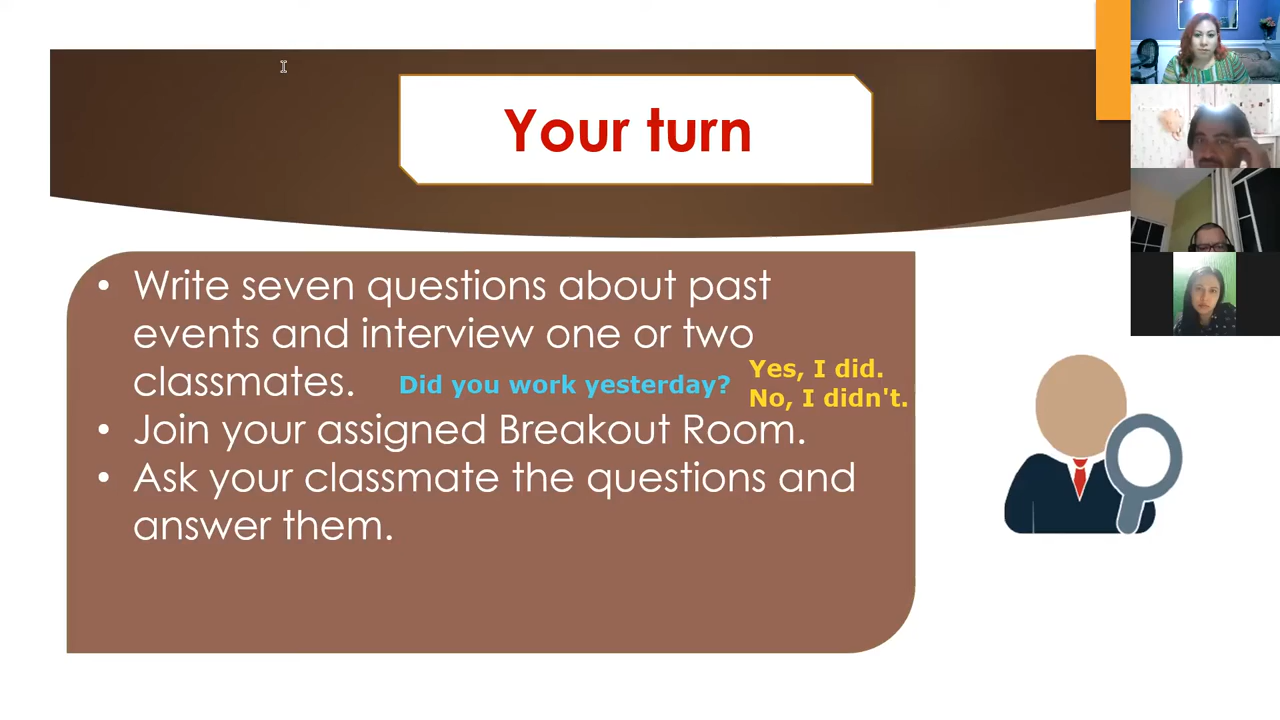 Your turn
• Write seven questions about past
events and interview one or two
classmates.
Did you work yesterday?
Yes, I did.
No, I didn't.
• Join your assigned Breakout Room.
• Ask your classmate the questions and
answer them.